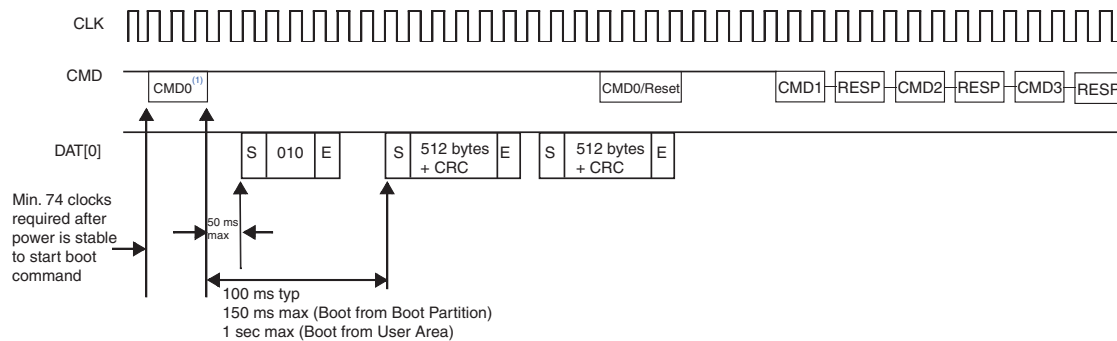 CLK
CMD
CMD0(1)
CMD0/Reset
CMD1
RESP
CMD2
RESP
CMD3
RESP
DAT[0]
S
010
E
S
512 bytes
+ CRC
E
S
512 bytes
+ CRC
E
Min. 74 clocks
required after
power is stable
to start boot
command
50 ms
max
100 ms typ
150 ms max (Boot from Boot Partition)
1 sec max (Boot from User Area)